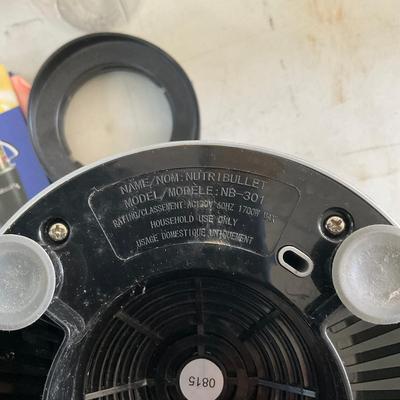 NAME/NOM: NUTRIBULLET
MODEL/MODÈLE: NB-301
RATING/CLASSEMENT: AC120V 60HZ 1700W MAX
HOUSEHOLD USE ONLY
USAGE DOMESTIQUE UNIQUEMENT
0815